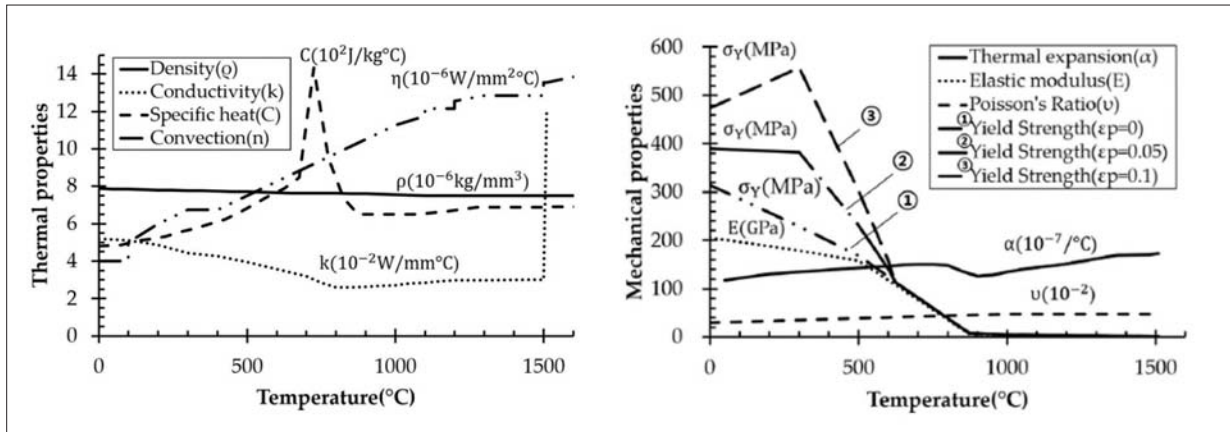 Thermal properties
14
12
10
8
6
4
2
0
Density(ϱ)
Conductivity(k)
Specific heat(C)
Convection(n)
C(10²J/kg°C)
η(10⁻⁶W/mm²°C)
ρ(10⁻⁶kg/mm³)
k(10⁻²W/mm°C)
0 500 1000 1500
Temperature(°C)
Mechanical properties
600
500
400
300
200
100
0
σY(MPa)
σY(MPa)
σY(MPa)
E(GPa)
③
②
①
Thermal expansion(α)
Elastic modulus(E)
Poisson's Ratio(υ)
① Yield Strength(εp=0)
② Yield Strength(εp=0.05)
③ Yield Strength(εp=0.1)
α(10⁻⁷/°C)
υ(10⁻²)
0 500 1000 1500
Temperature(°C)